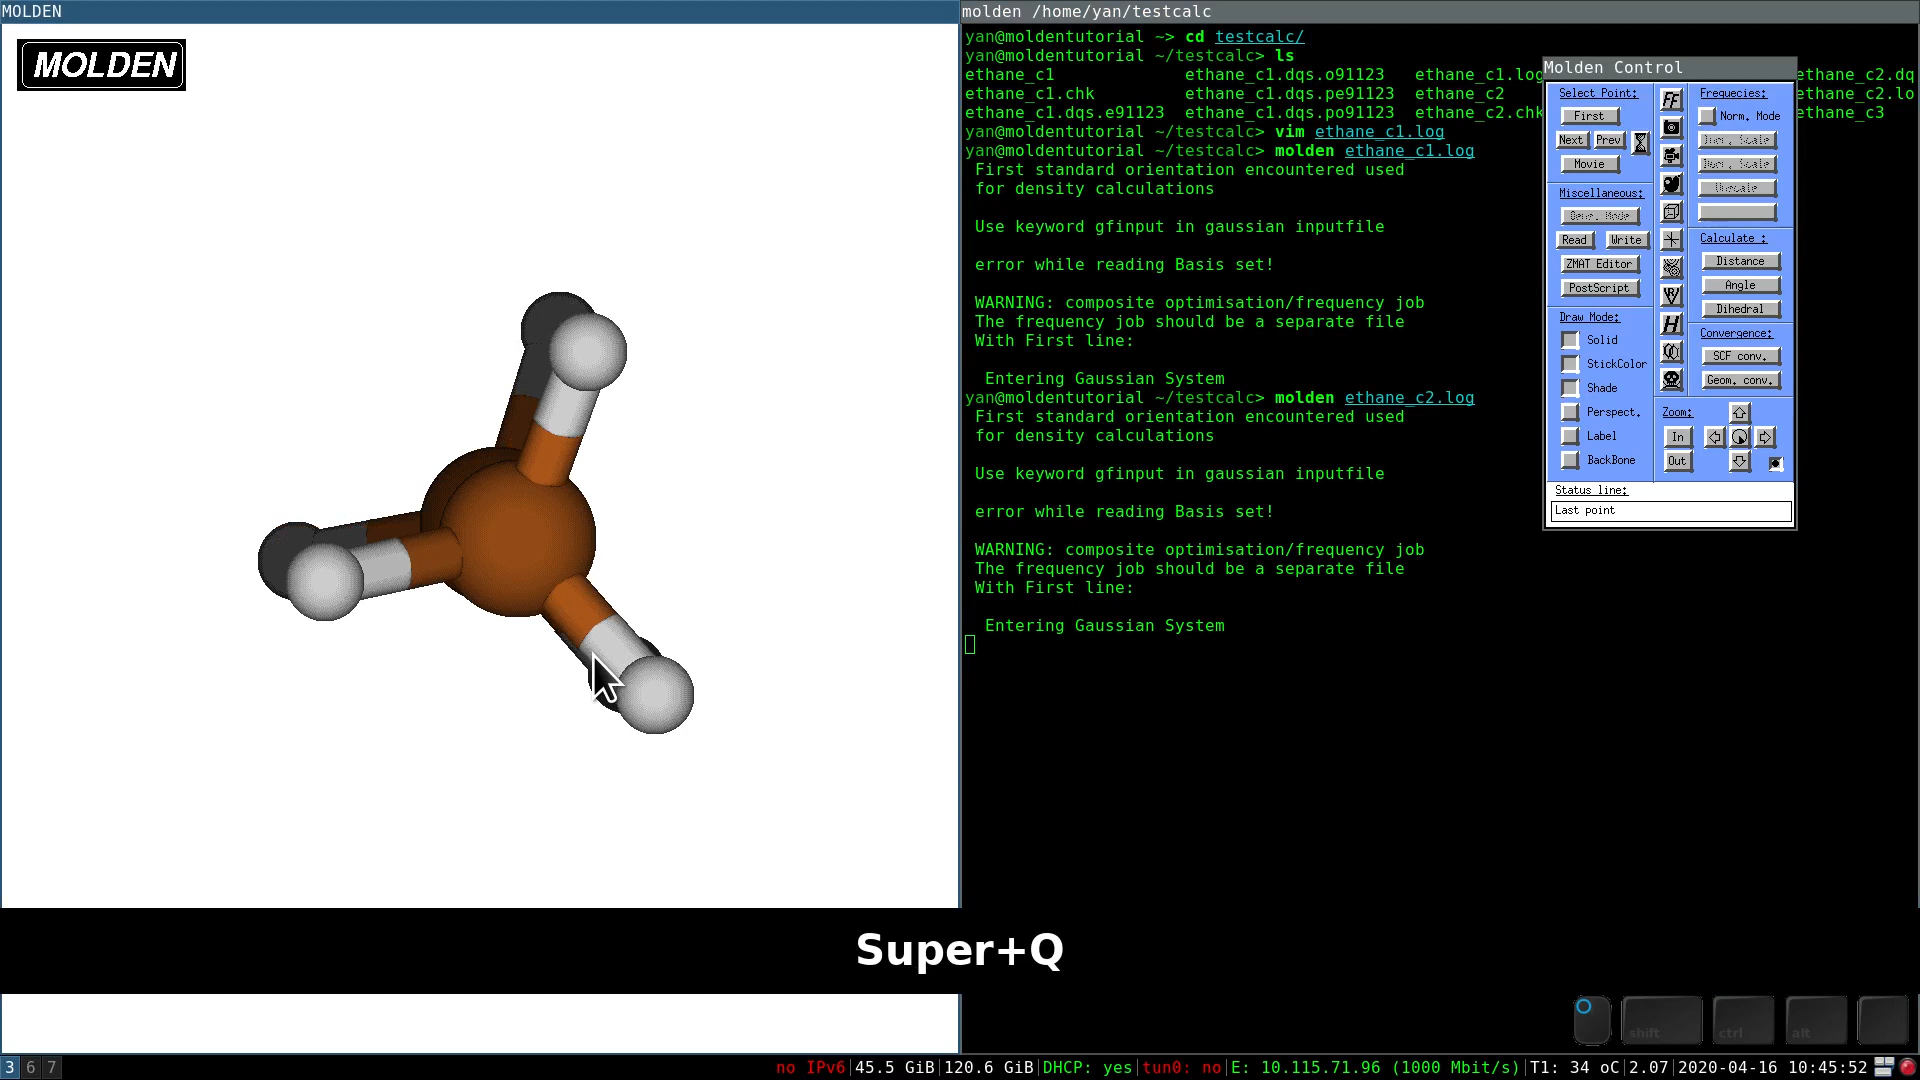 MOLDEN
molden /home/yan/testcalc
MOLDEN
yan@moldentutorial ~> cd testcalc/
yan@moldentutorial ~/testcalc> ls
ethane_c1 ethane_c1.dqs.o91123 ethane_c1.log ethane_c2.dq
ethane_c1.chk ethane_c1.dqs.pe91123 ethane_c2 ethane_c2.lo
ethane_c1.dqs.e91123 ethane_c1.dqs.po91123 ethane_c2.chk ethane_c3
yan@moldentutorial ~/testcalc> vim ethane_c1.log
yan@moldentutorial ~/testcalc> molden ethane_c1.log
First standard orientation encountered used
for density calculations
Use keyword gfinput in gaussian inputfile
error while reading Basis set!
WARNING: composite optimisation/frequency job
The frequency job should be a separate file
With First line:
Entering Gaussian System
yan@moldentutorial ~/testcalc> molden ethane_c2.log
First standard orientation encountered used
for density calculations
Use keyword gfinput in gaussian inputfile
error while reading Basis set!
WARNING: composite optimisation/frequency job
The frequency job should be a separate file
With First line:
Entering Gaussian System
Molden Control
Select Point:
First
Next Prev
Movie
Miscellaneous:
Read Write
ZMAT Editor
PostScript
Draw Mode:
Solid
StickColor
Shade
Perspect.
Label
BackBone
FF
H
Frequecies:
Norm. Mode
Calculate :
Distance
Angle
Dihedral
Convergence:
SCF conv.
Geom. conv.
Zoom:
In
Out
Status line:
Last point
Super+Q
shift ctrl alt
3 6 7
no IPv6|45.5 GiB|120.6 GiB|DHCP: yes|tun0: no|E: 10.115.71.96 (1000 Mbit/s)|T1: 34 oC|2.07|2020-04-16 10:45:52